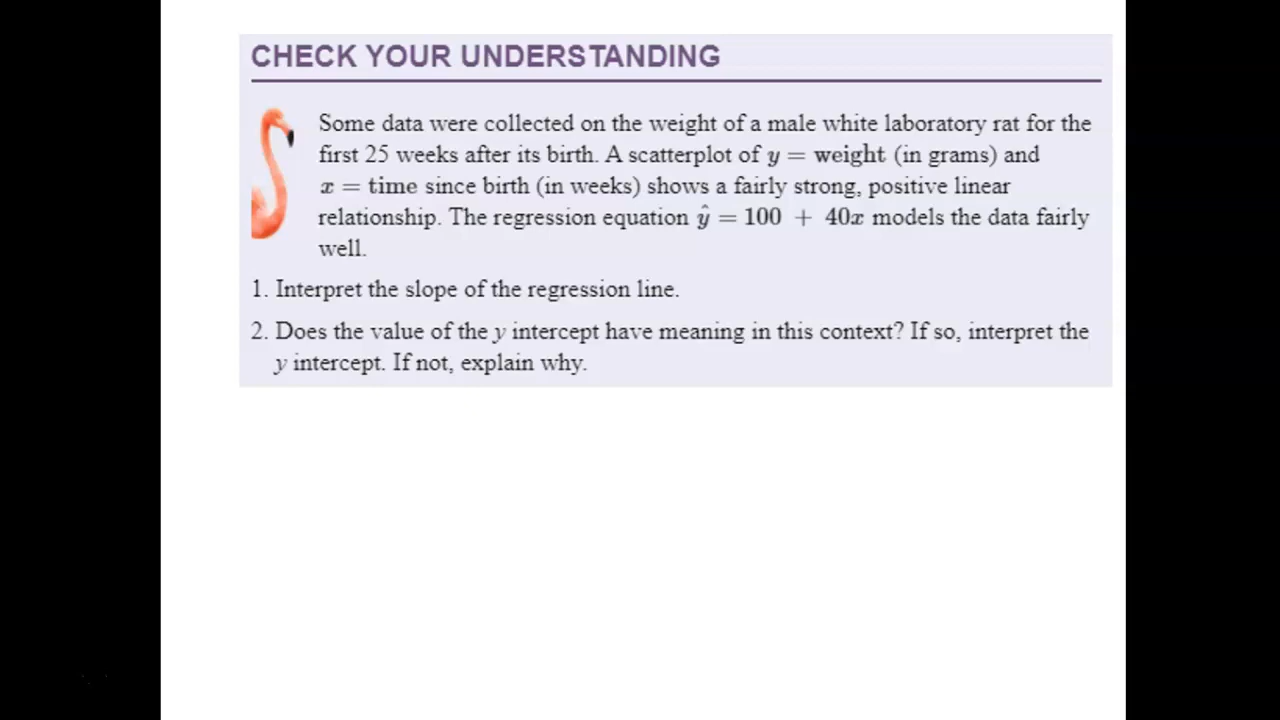 CHECK YOUR UNDERSTANDING
Some data were collected on the weight of a male white laboratory rat for the
first 25 weeks after its birth. A scatterplot of y = weight (in grams) and
x = time since birth (in weeks) shows a fairly strong, positive linear
relationship. The regression equation ŷ = 100 + 40x models the data fairly
well.
1. Interpret the slope of the regression line.
2. Does the value of the y intercept have meaning in this context? If so, interpret the
y intercept. If not, explain why.